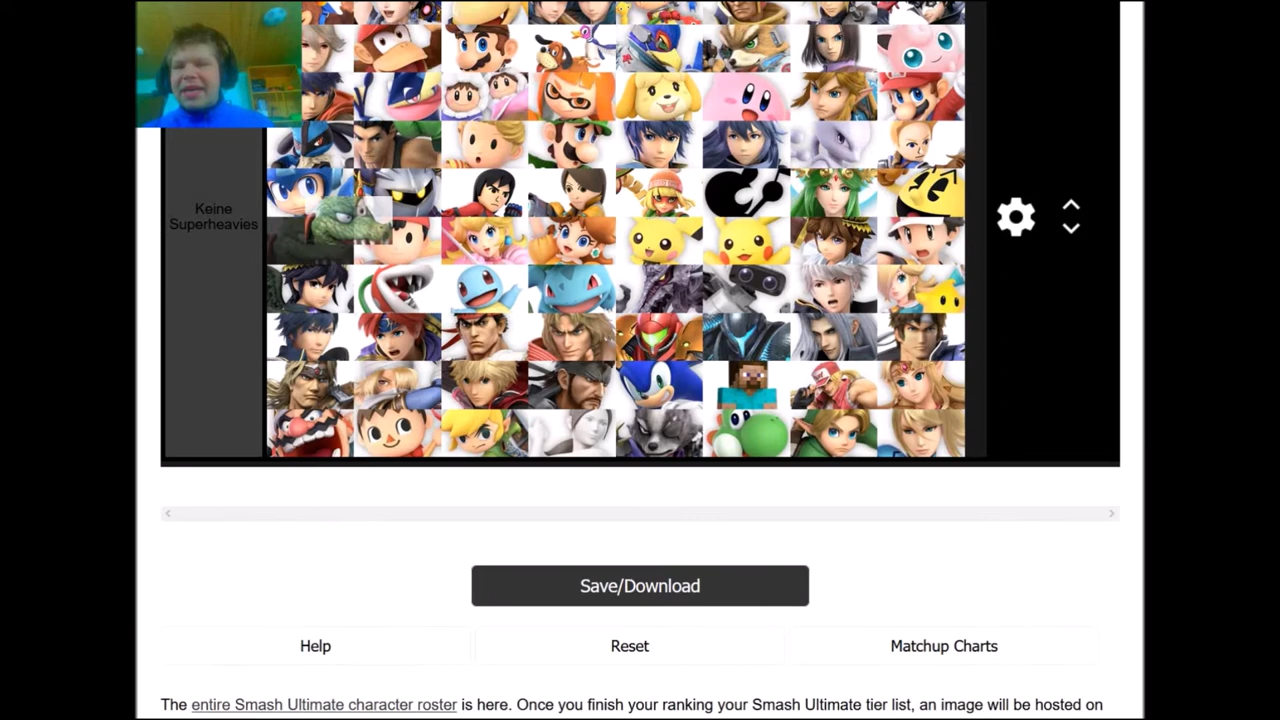 Keine
Superheavies
Save/Download
Help
Reset
Matchup Charts
The entire Smash Ultimate character roster is here. Once you finish your ranking your Smash Ultimate tier list, an image will be hosted on